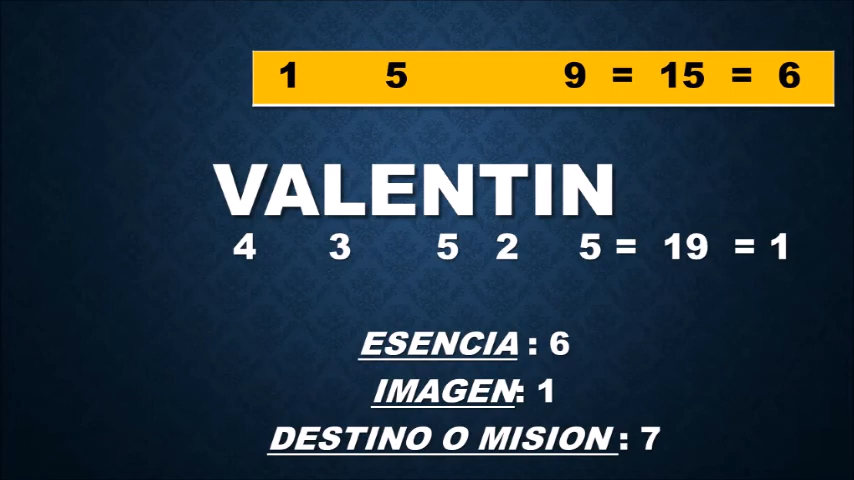 1 5 9 = 15 = 6
VALENTIN
4 3 5 2 5 = 19 = 1
ESENCIA : 6
IMAGEN: 1
DESTINO O MISION : 7